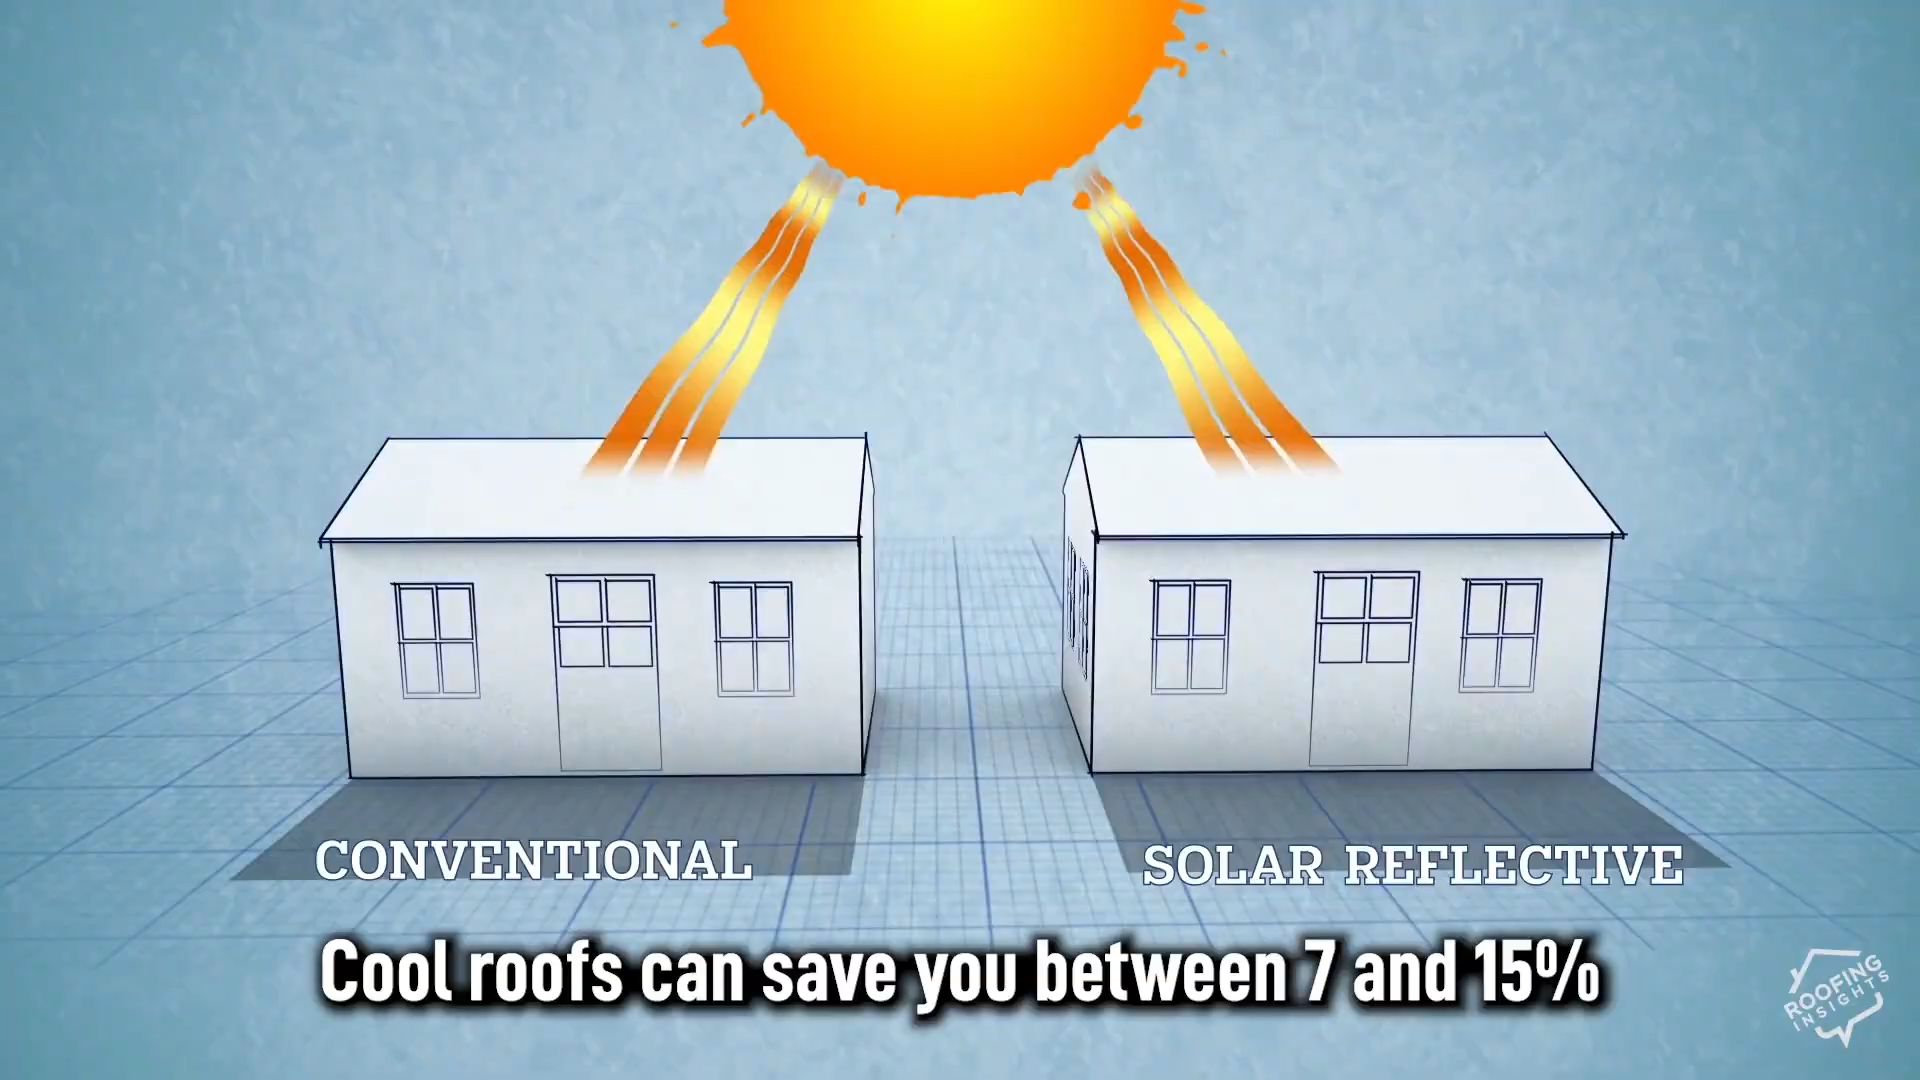 CONVENTIONAL
SOLAR REFLECTIVE
Cool roofs can save you between 7 and 15%
ROOFING
INSIGHTS